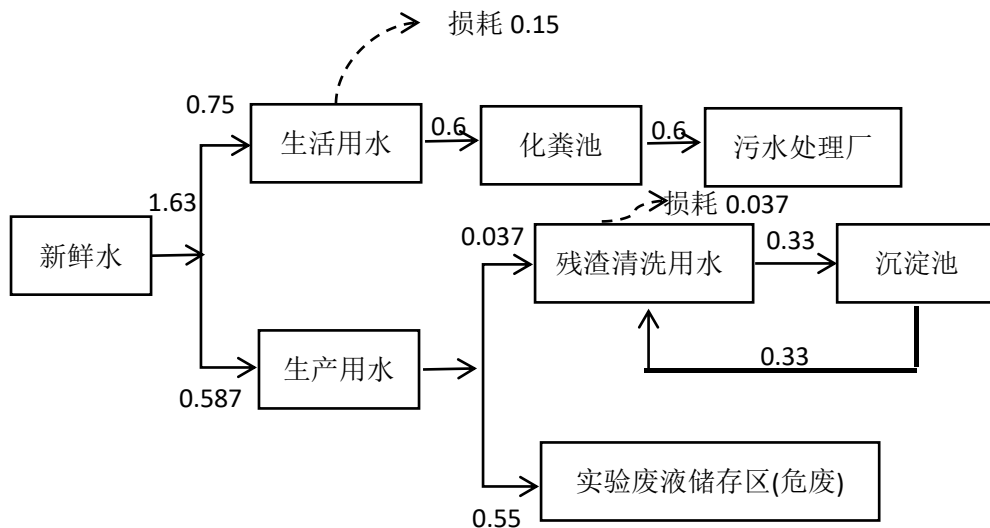 损耗 0.15
0.75
生活用水
0.6
化粪池
0.6
污水处理厂
1.63
新鲜水
损耗 0.037
0.037
残渣清洗用水
0.33
沉淀池
0.33
生产用水
0.587
实验废液储存区(危废)
0.55